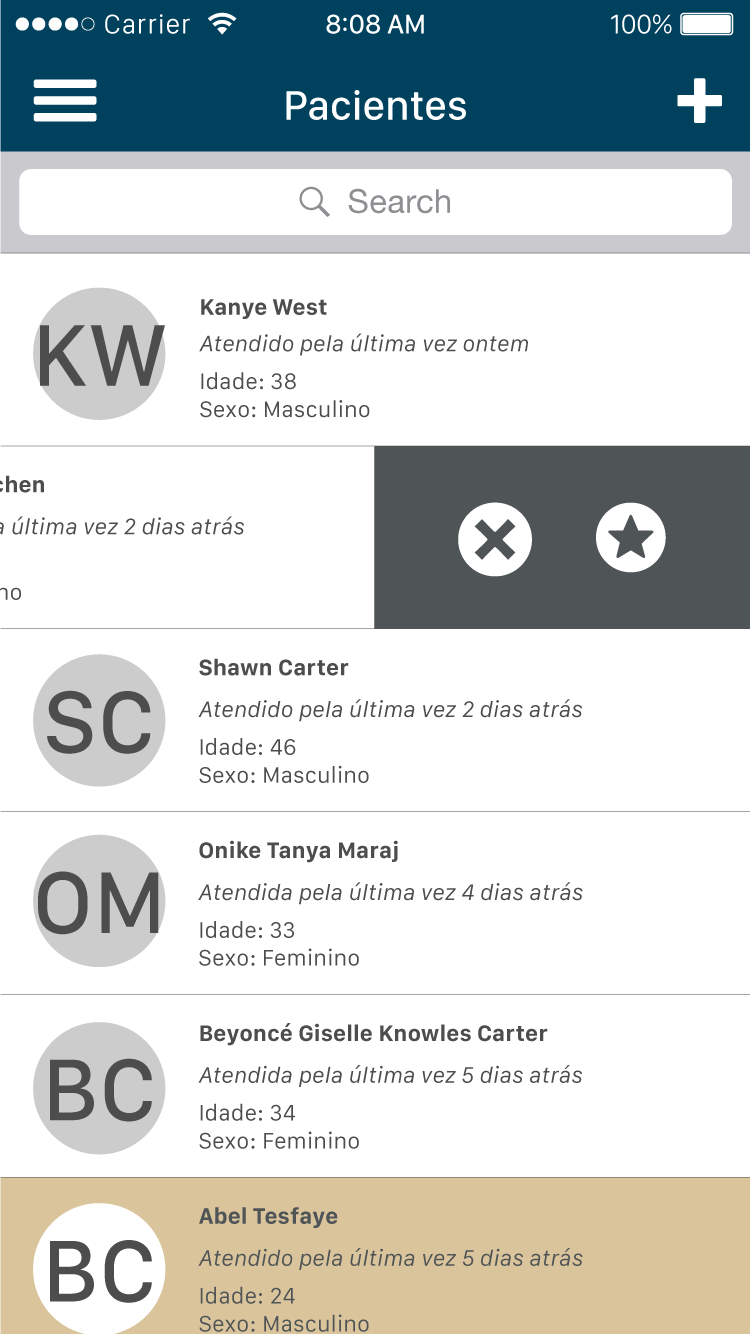 Carrier 8:08 AM 100%
Pacientes
Search
KW
Kanye West
Atendido pela última vez ontem
Idade: 38
Sexo: Masculino
chen
a última vez 2 dias atrás
no
SC
Shawn Carter
Atendido pela última vez 2 dias atrás
Idade: 46
Sexo: Masculino
OM
Onike Tanya Maraj
Atendida pela última vez 4 dias atrás
Idade: 33
Sexo: Feminino
BC
Beyoncé Giselle Knowles Carter
Atendida pela última vez 5 dias atrás
Idade: 34
Sexo: Feminino
BC
Abel Tesfaye
Atendido pela última vez 5 dias atrás
Idade: 24
Sexo: Masculino